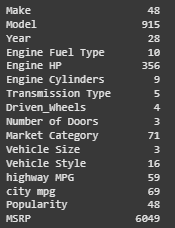 Make 48
Model 915
Year 28
Engine Fuel Type 10
Engine HP 356
Engine Cylinders 9
Transmission Type 5
Driven_Wheels 4
Number of Doors 3
Market Category 71
Vehicle Size 3
Vehicle Style 16
highway MPG 59
city mpg 69
Popularity 48
MSRP 6049